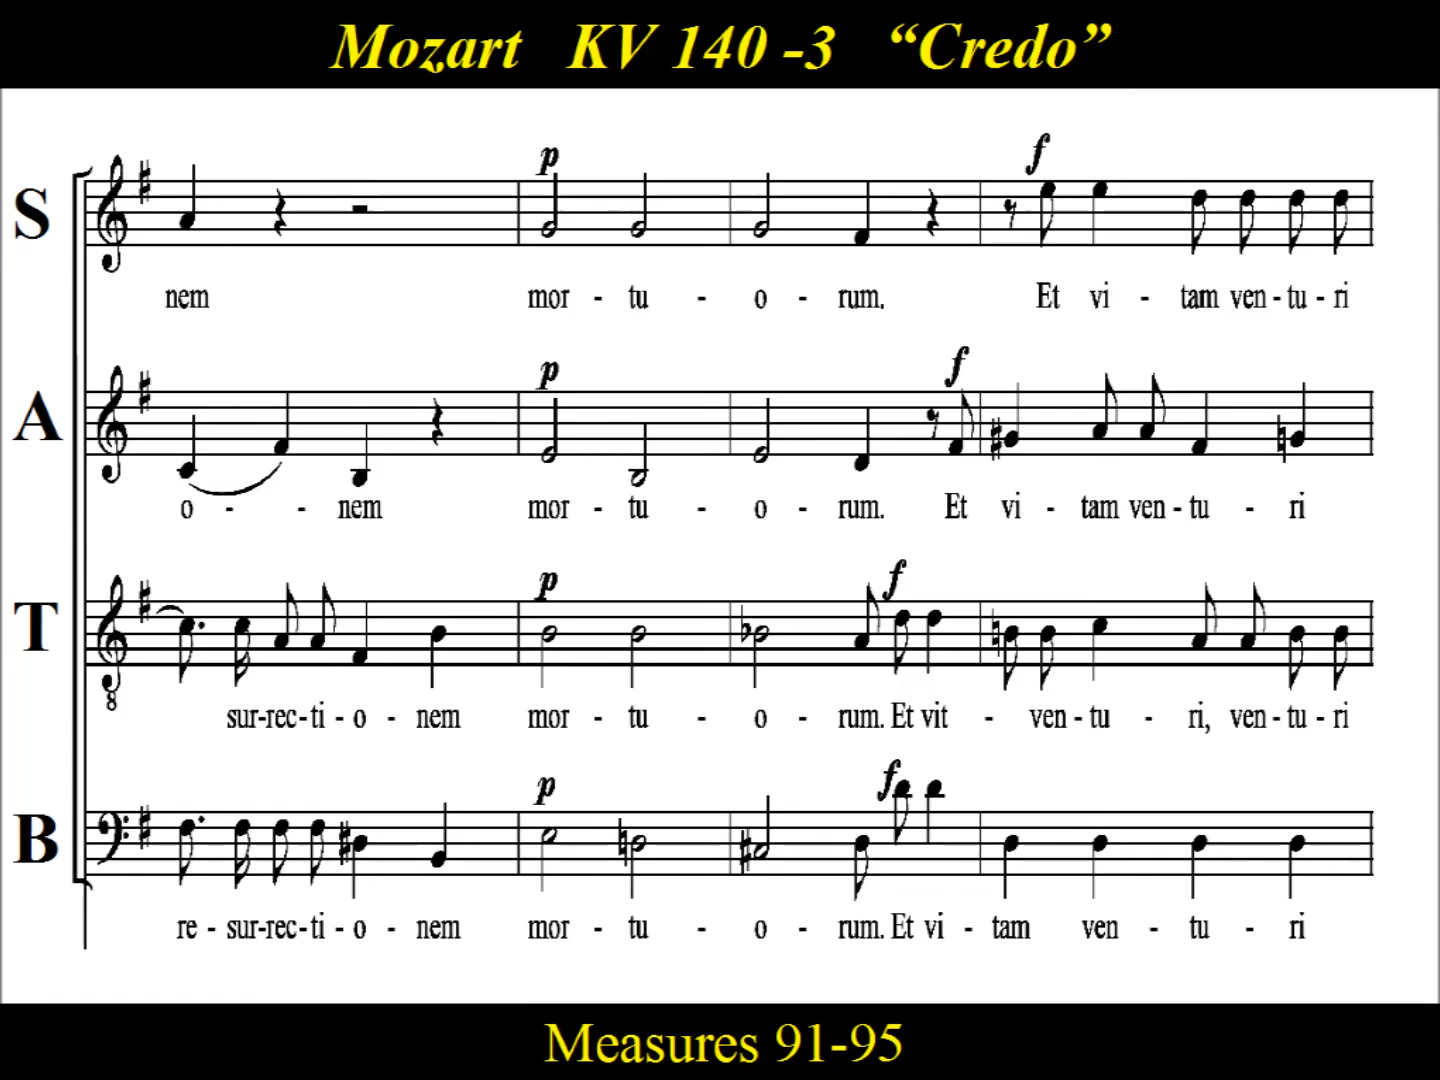 Mozart KV 140 -3 “Credo”
p
f
S
nem mor - tu - o - rum. Et vi - tam ven - tu - ri
p
f
A
o - - nem mor - tu - o - rum. Et vi - tam ven - tu - ri
p
f
T
8
sur-rec-ti - o - nem mor - tu - o - rum. Et vit - ven - tu - ri, ven - tu - ri
p
f
B
re - sur-rec-ti - o - nem mor - tu - o - rum. Et vi - tam ven - tu - ri
Measures 91-95